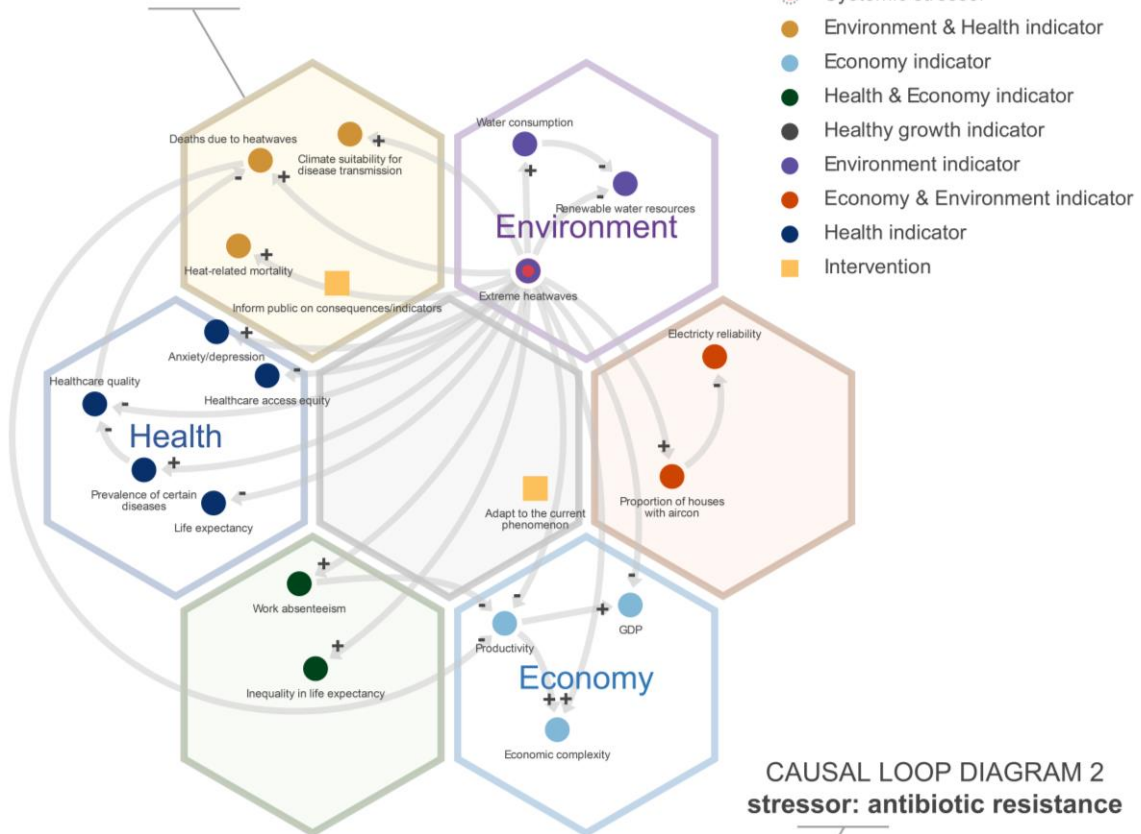 Systemic stressor
Environment & Health indicator
Economy indicator
Health & Economy indicator
Healthy growth indicator
Environment indicator
Economy & Environment indicator
Health indicator
Intervention
Deaths due to heatwaves
+
Climate suitability for
disease transmission
-
+
Heat-related mortality
+
Inform public on consequences/indicators
Water consumption
+
-
-
Renewable water resources
Environment
Extreme heatwaves
Anxiety/depression
+
Healthcare access equity
-
Healthcare quality
-
-
Health
+
Prevalence of certain
diseases
Life expectancy
-
Electricty reliability
-
+
Proportion of houses
with aircon
Adapt to the current
phenomenon
+
Work absenteeism
+
Inequality in life expectancy
-
-
-
Productivity
-
+
GDP
Economy
+
+
Economic complexity
CAUSAL LOOP DIAGRAM 2
stressor: antibiotic resistance